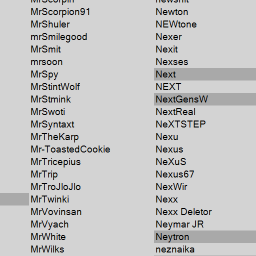 MrScorpin
MrScorpion91
MrShuler
mrSmilegood
MrSmit
mrsoon
MrSpy
MrStintWolf
MrStmink
MrSwoti
MrSyntaxt
MrTheKarp
Mr-ToastedCookie
MrTricepius
MrTrip
MrTroJloJlo
MrTwinki
MrVovinsan
MrVyach
MrWhite
MrWilks
newshit
Newton
NEWtone
Nexer
Nexit
Nexses
Next
NEXT
NextGensW
NextReal
NeXTSTEP
Nexu
Nexus
NeXuS
Nexus67
NexWir
Nexx
Nexx Deletor
Neymar JR
Neytron
neznaika